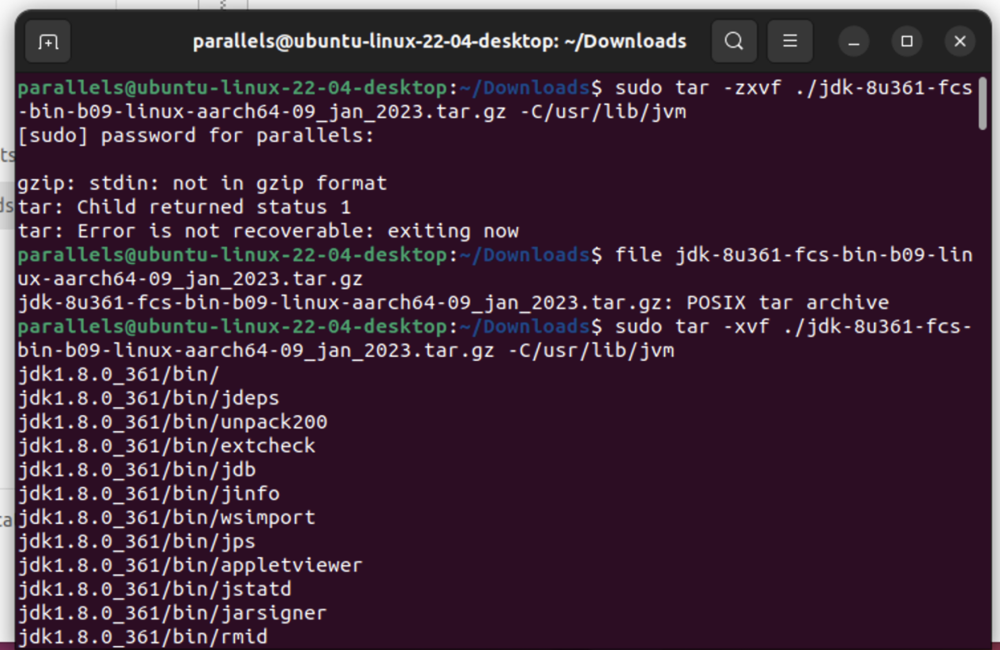 parallels@ubuntu-linux-22-04-desktop: ~/Downloads
parallels@ubuntu-linux-22-04-desktop:~/Downloads$ sudo tar -zxvf ./jdk-8u361-fcs
-bin-b09-linux-aarch64-09_jan_2023.tar.gz -C/usr/lib/jvm
[sudo] password for parallels:
gzip: stdin: not in gzip format
tar: Child returned status 1
tar: Error is not recoverable: exiting now
parallels@ubuntu-linux-22-04-desktop:~/Downloads$ file jdk-8u361-fcs-bin-b09-lin
ux-aarch64-09_jan_2023.tar.gz
jdk-8u361-fcs-bin-b09-linux-aarch64-09_jan_2023.tar.gz: POSIX tar archive
parallels@ubuntu-linux-22-04-desktop:~/Downloads$ sudo tar -xvf ./jdk-8u361-fcs-
bin-b09-linux-aarch64-09_jan_2023.tar.gz -C/usr/lib/jvm
jdk1.8.0_361/bin/
jdk1.8.0_361/bin/jdeps
jdk1.8.0_361/bin/unpack200
jdk1.8.0_361/bin/extcheck
jdk1.8.0_361/bin/jdb
jdk1.8.0_361/bin/jinfo
jdk1.8.0_361/bin/wsimport
jdk1.8.0_361/bin/jps
jdk1.8.0_361/bin/appletviewer
jdk1.8.0_361/bin/jstatd
jdk1.8.0_361/bin/jarsigner
jdk1.8.0_361/bin/rmid